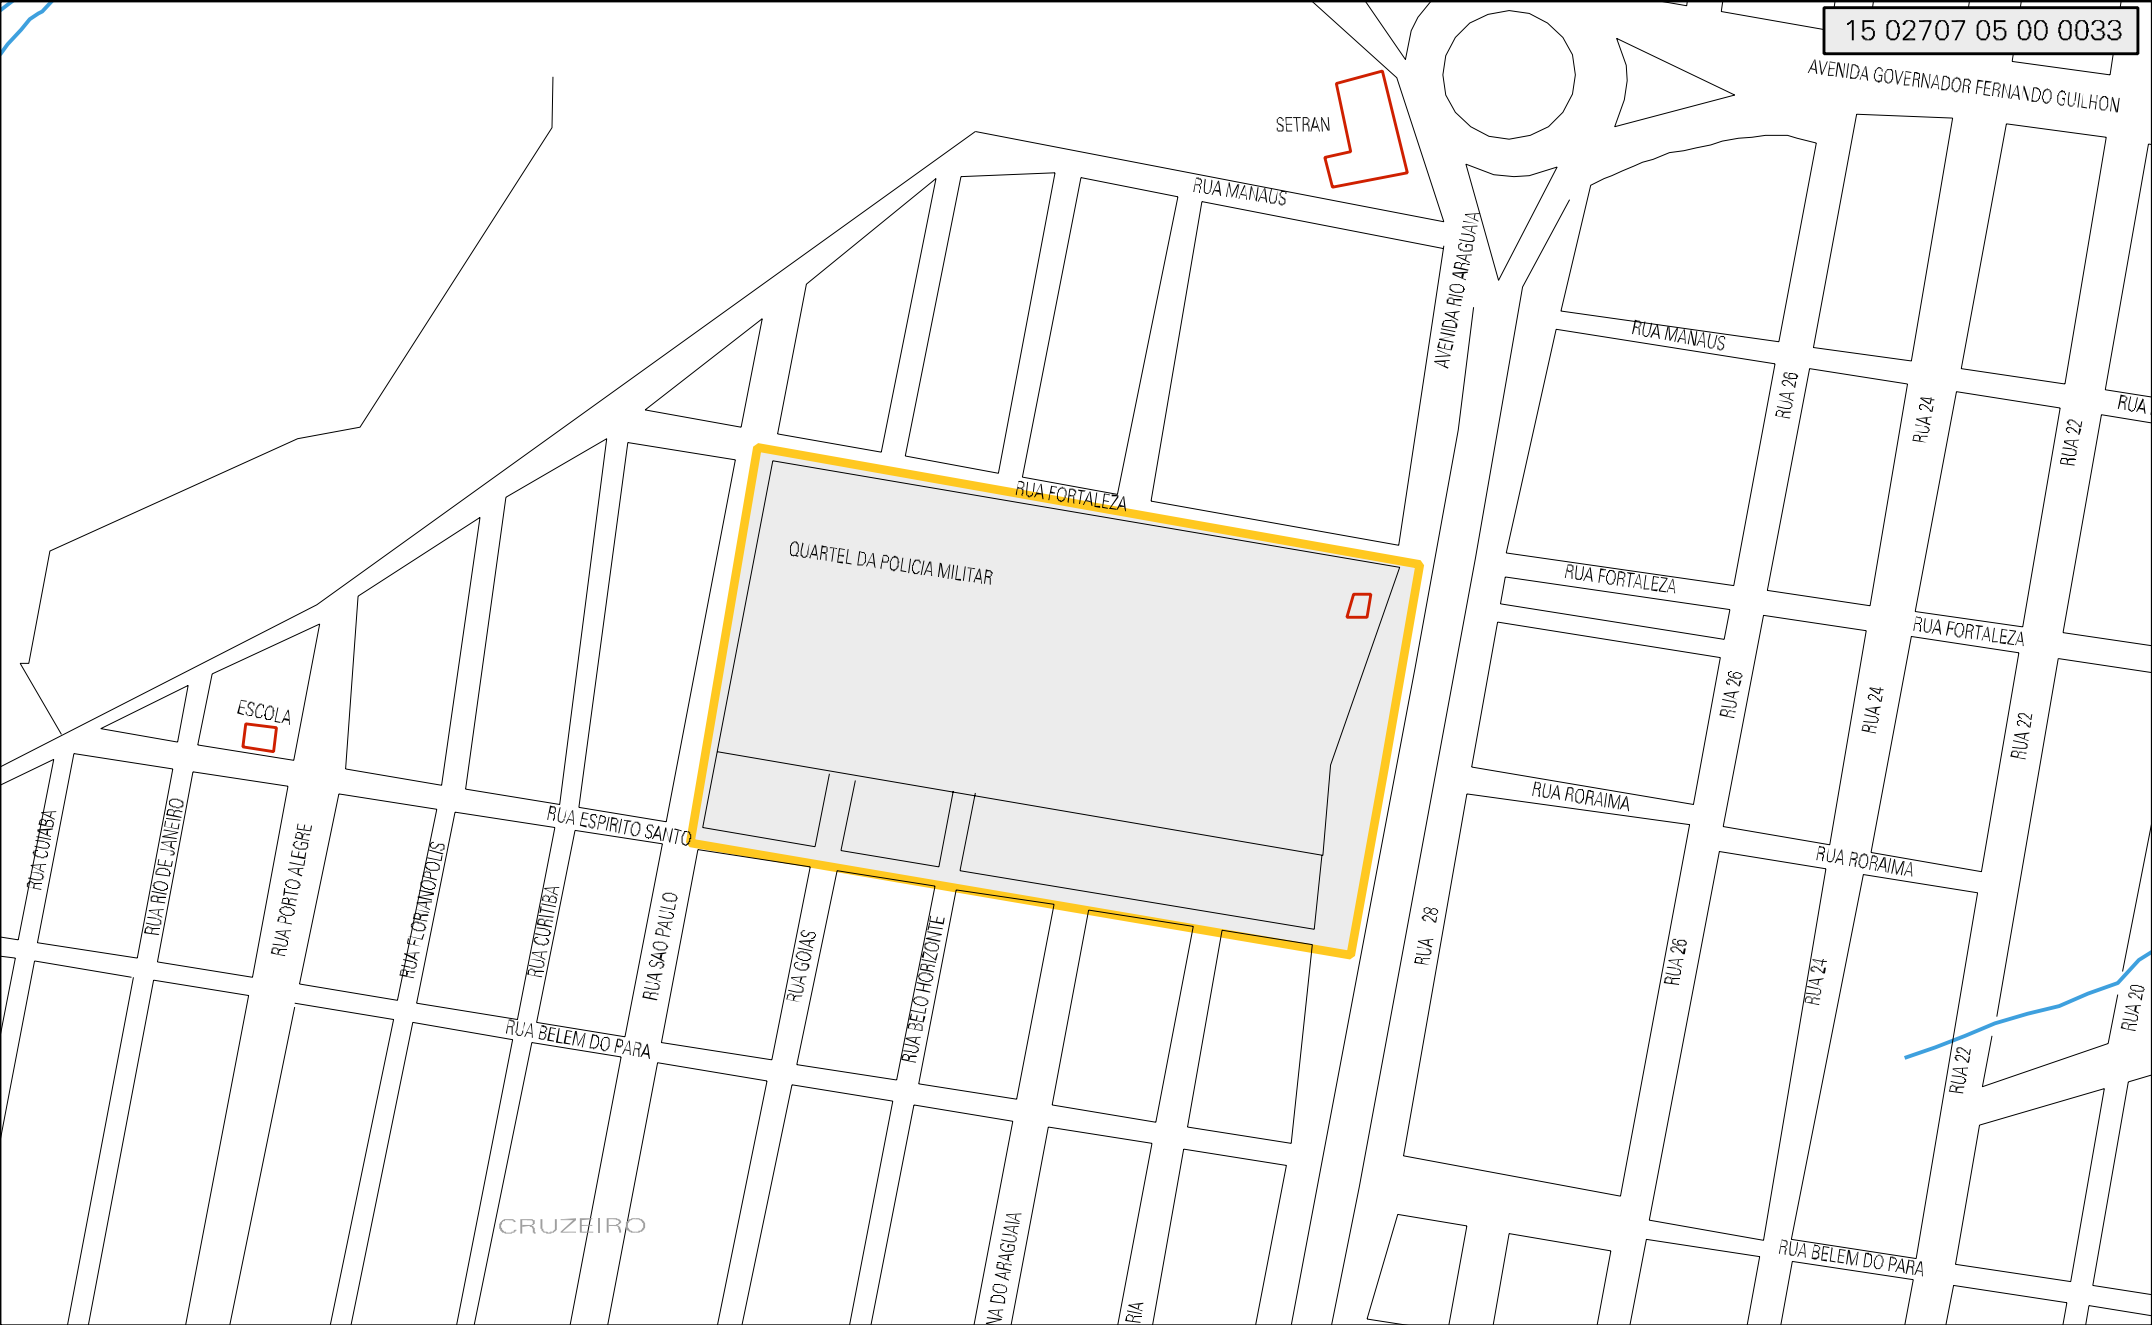 15 02707 05 00 0033
AVENIDA GOVERNADOR FERNANDO GUILHON
SETRAN
RUA MANAUS
AVENIDA RIO ARAGUAIA
RUA MANAUS
RUA 26
RUA 24
RUA 22
RUA
RUA FORTALEZA
QUARTEL DA POLICIA MILITAR
RUA FORTALEZA
RUA FORTALEZA
RUA 26
RUA 24
RUA 22
ESCOLA
RUA RORAIMA
RUA ESPIRITO SANTO
RUA RORAIMA
RUA CUIABA
RUA RIO DE JANEIRO
RUA PORTO ALEGRE
RUA FLORIANOPOLIS
RUA CURITIBA
RUA SAO PAULO
RUA GOIAS
RUA BELO HORIZONTE
RUA 28
RUA 26
RUA 24
RUA 20
RUA BELEM DO PARA
RUA 22
CRUZEIRO
NA DO ARAGUAIA
RIA
RUA BELEM DO PARA